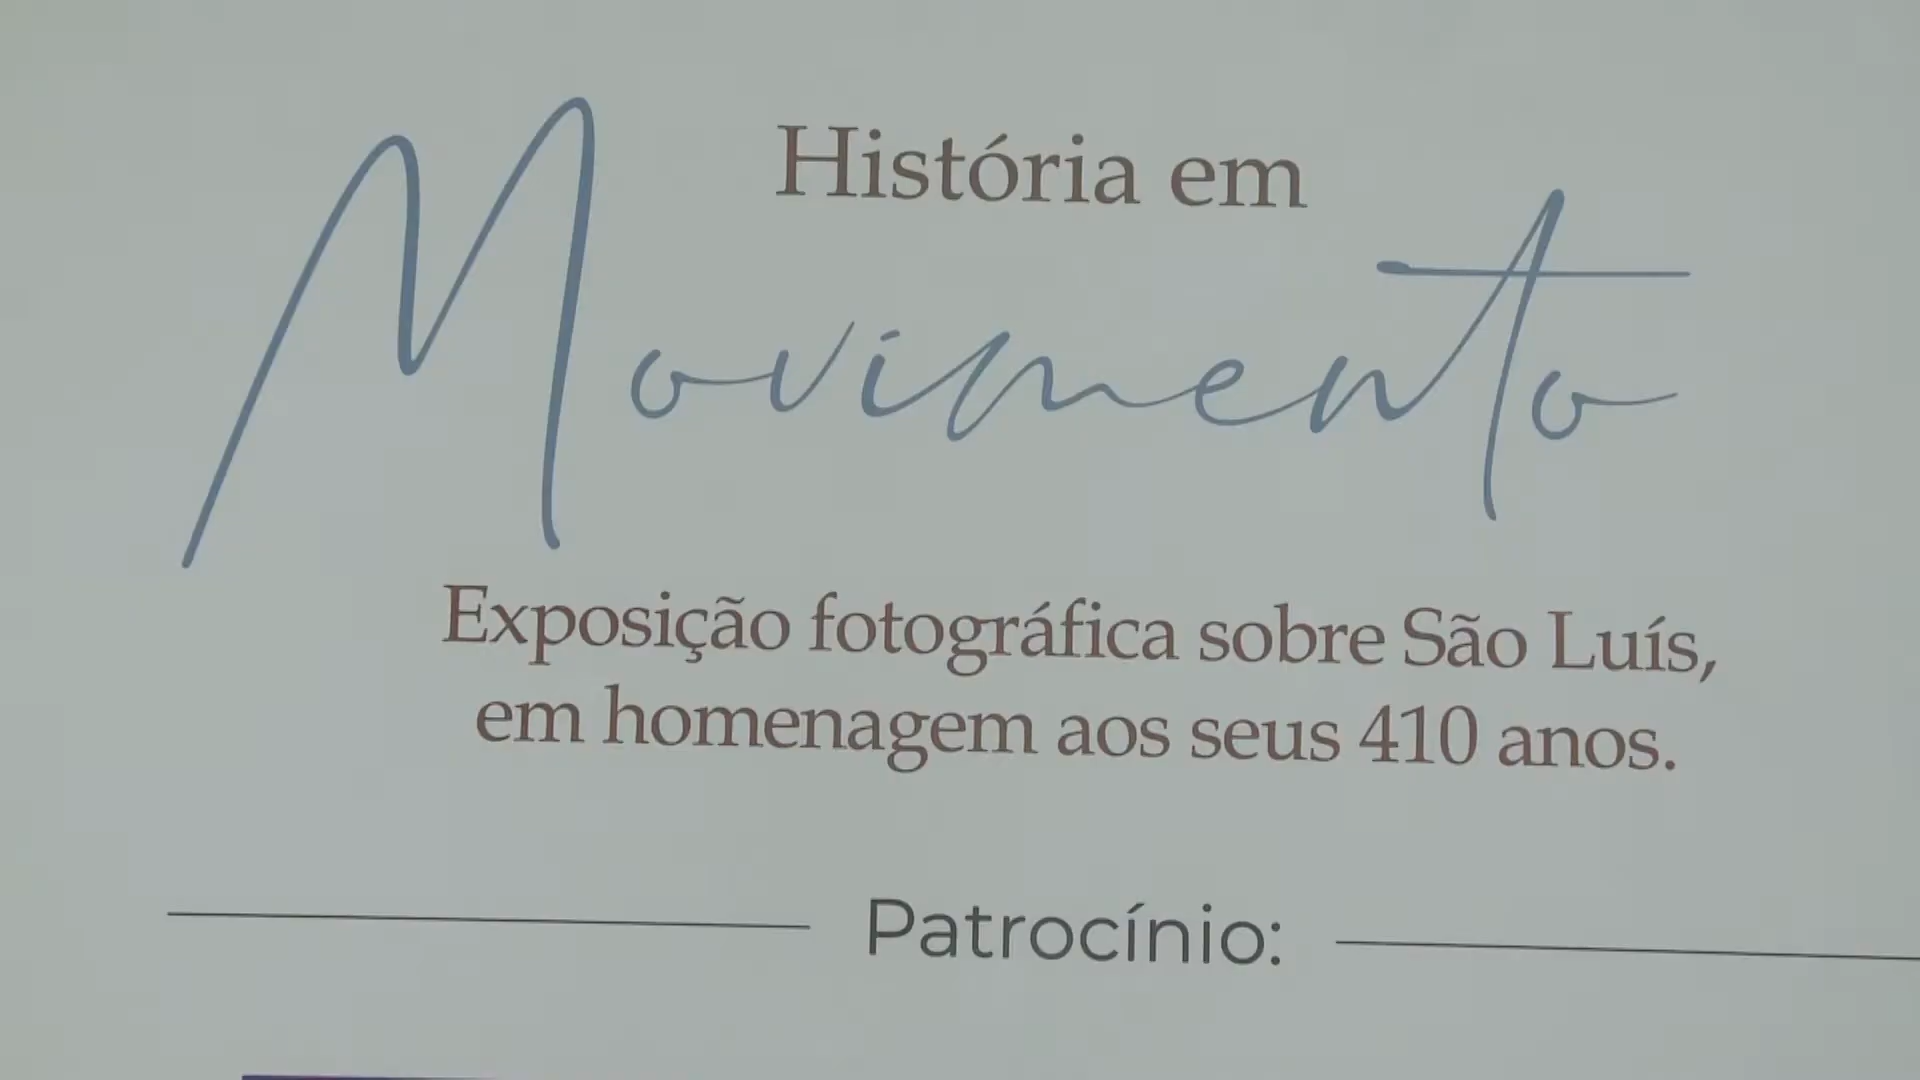 História em
Movimento
Exposição fotográfica sobre São Luís,
em homenagem aos seus 410 anos.
Patrocínio: